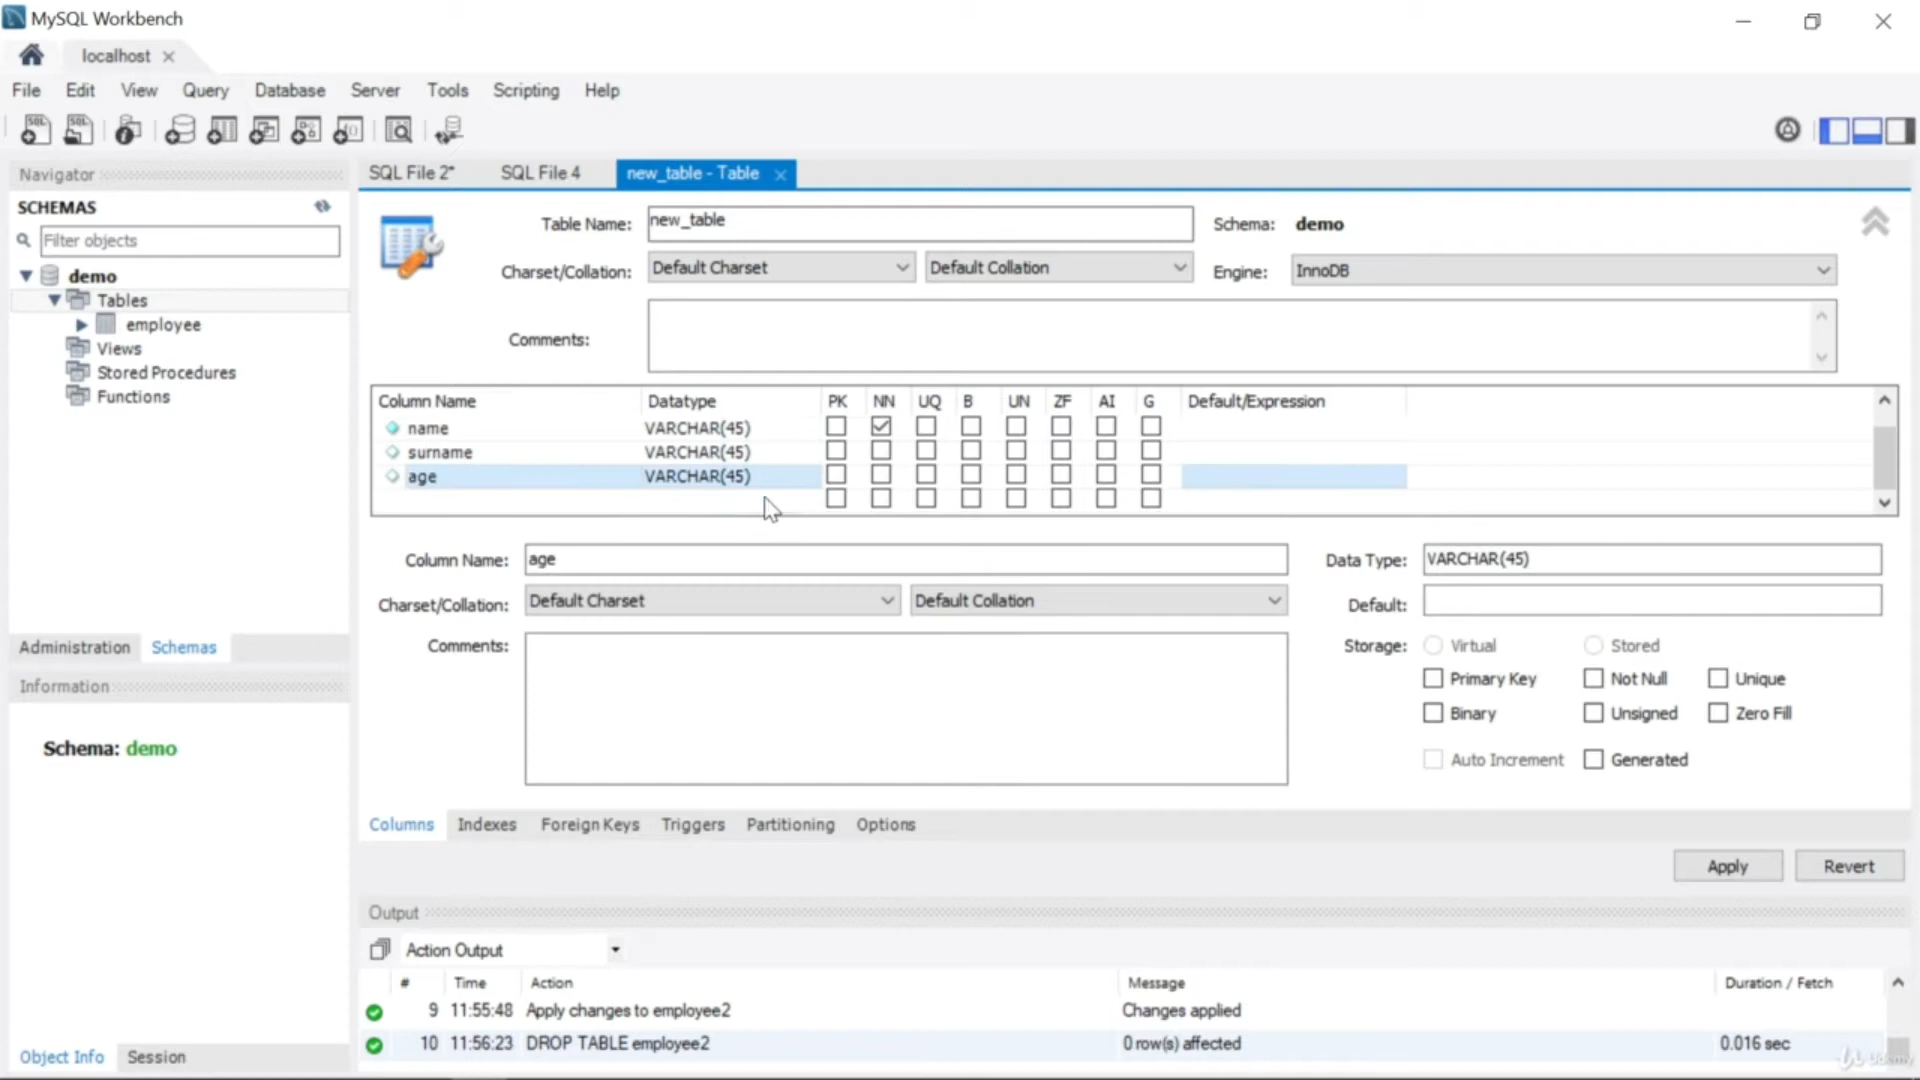 MySQL Workbench
localhost
File Edit View Query Database Server Tools Scripting Help
Navigator
SCHEMAS
Filter objects
demo
Tables
employee
Views
Stored Procedures
Functions
Administration Schemas
Information
Schema: demo
Object Info Session
SQL File 2* SQL File 4 new_table - Table
Table Name: new_table Schema: demo
Charset/Collation: Default Charset Default Collation Engine: InnoDB
Comments:
Column Name Datatype PK NN UQ B UN ZF AI G Default/Expression
name VARCHAR(45)
surname VARCHAR(45)
age VARCHAR(45)
Column Name: age Data Type: VARCHAR(45)
Charset/Collation: Default Charset Default Collation Default:
Comments: Storage: Virtual Stored
Primary Key Not Null Unique
Binary Unsigned Zero Fill
Auto Increment Generated
Columns Indexes Foreign Keys Triggers Partitioning Options
Apply Revert
Output
Action Output
# Time Action Message Duration / Fetch
9 11:55:48 Apply changes to employee2 Changes applied
10 11:56:23 DROP TABLE employee2 0 row(s) affected 0.016 sec
Udemy